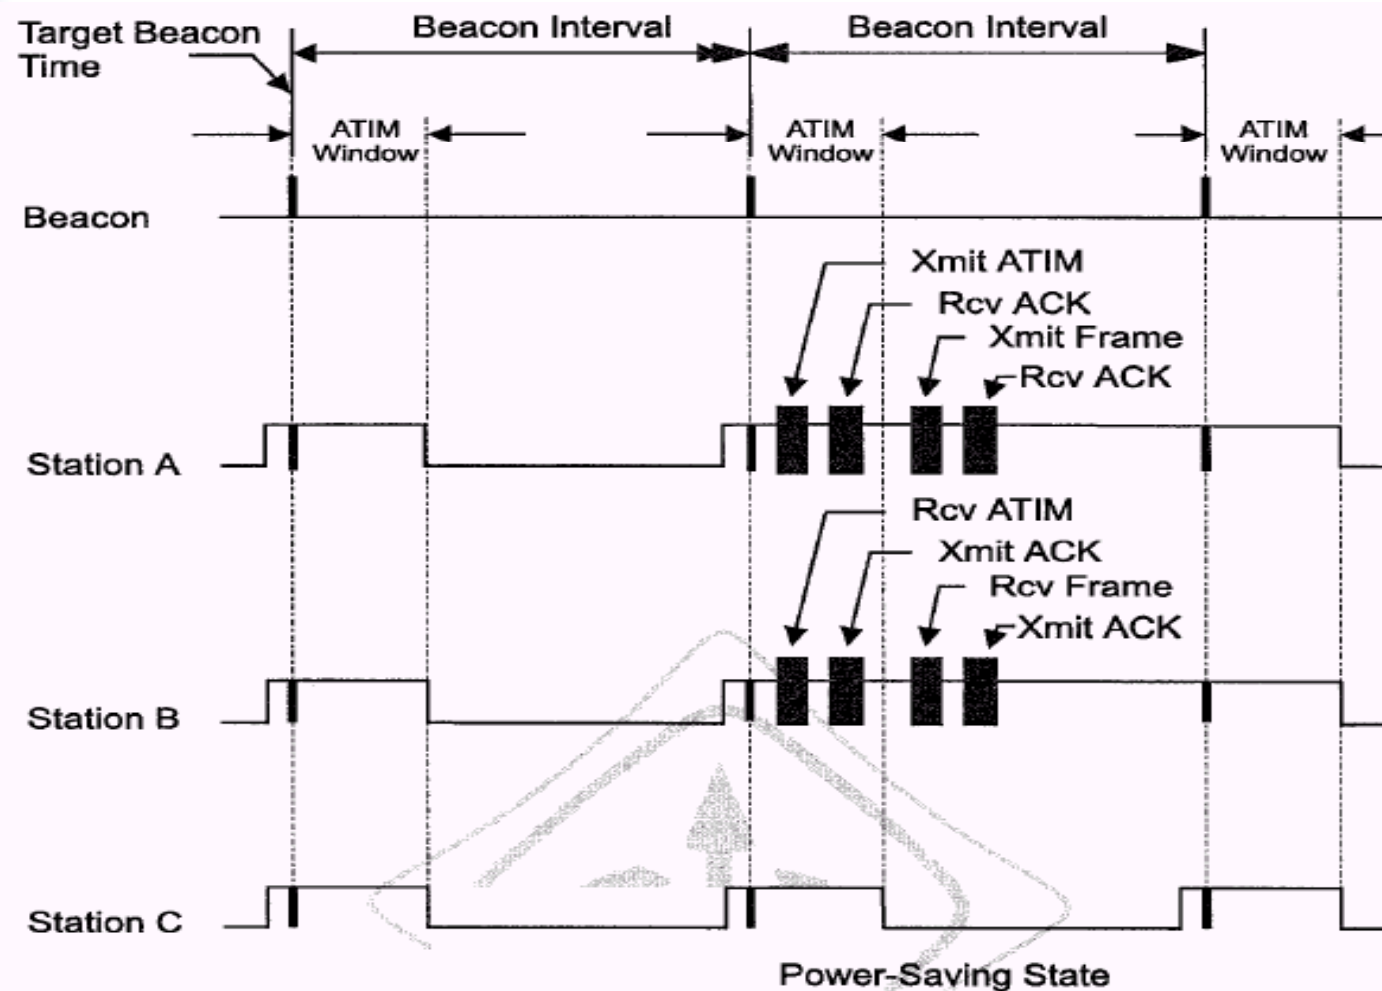 Target Beacon
Time
Beacon Interval
Beacon Interval
ATIM
Window
ATIM
Window
ATIM
Window
Beacon
Xmit ATIM
Rcv ACK
Xmit Frame
Rcv ACK
Station A
Rcv ATIM
Xmit ACK
Rcv Frame
Xmit ACK
Station B
Station C
Power-Saving State